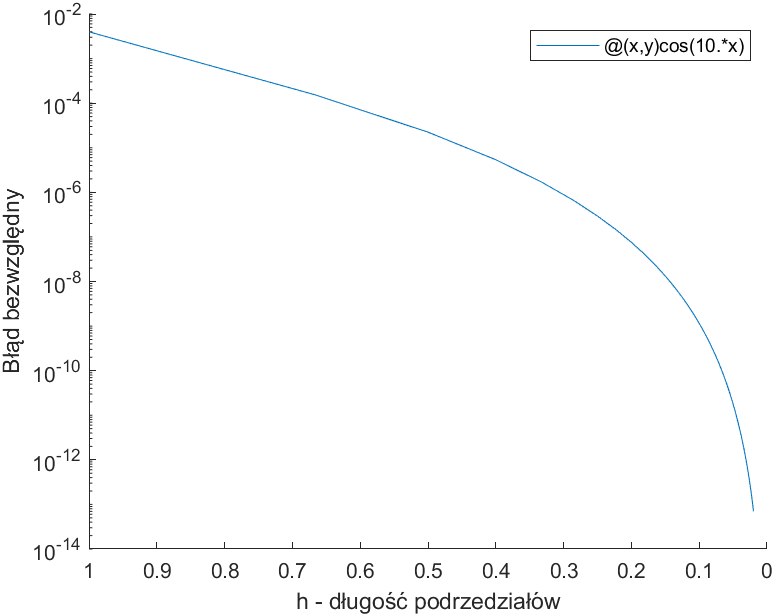 @(x,y)cos(10.*x)
Błąd bezwzględny
10^-2
10^-4
10^-6
10^-8
10^-10
10^-12
10^-14
1 0.9 0.8 0.7 0.6 0.5 0.4 0.3 0.2 0.1 0
h - długość podrzedziałów